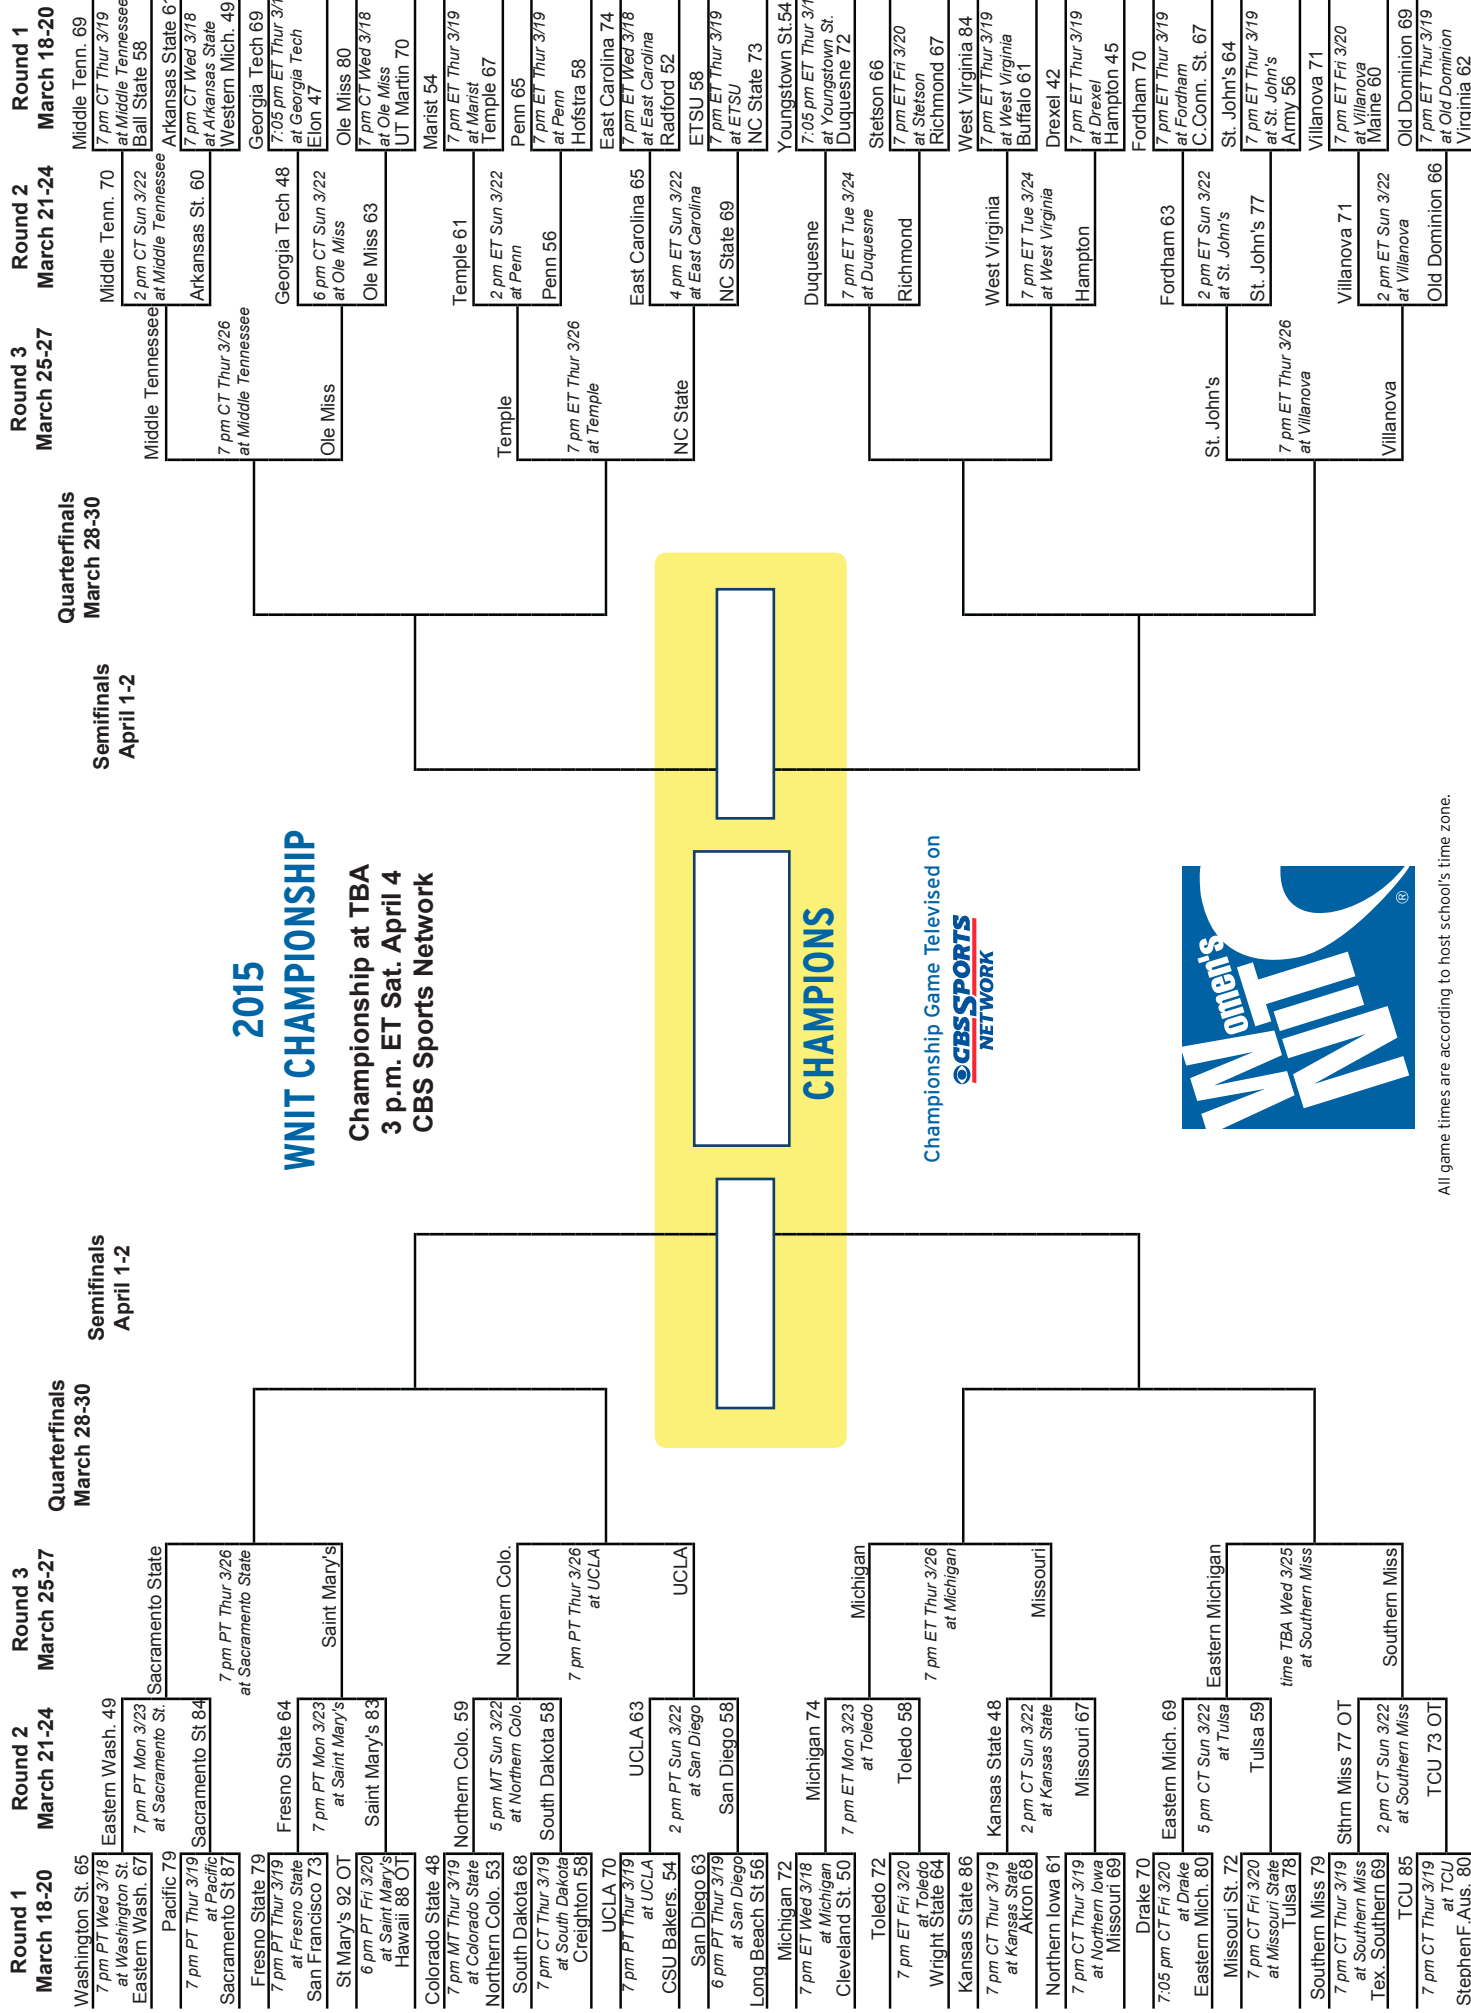 2015
WNIT CHAMPIONSHIP
Championship at TBA
3 p.m. ET Sat. April 4
CBS Sports Network
Round 1
March 18-20
Round 2
March 21-24
Round 3
March 25-27
Quarterfinals
March 28-30
Semifinals
April 1-2
Semifinals
April 1-2
Quarterfinals
March 28-30
Round 3
March 25-27
Round 2
March 21-24
Round 1
March 18-20
Washington St. 65
7 pm PT Wed 3/18
at Washington St.
Eastern Wash. 67
Pacific 79
7 pm PT Thur 3/19
at Pacific
Sacramento St 87
Fresno State 79
7 pm PT Thur 3/19
at Fresno State
San Francisco 73
St Mary's 92 OT
6 pm PT Fri 3/20
at Saint Mary's
Hawaii 88 OT
Colorado State 48
7 pm MT Thur 3/19
at Colorado State
Northern Colo. 53
South Dakota 68
7 pm CT Thur 3/19
at South Dakota
Creighton 58
UCLA 70
7 pm PT Thur 3/19
at UCLA
CSU Bakers. 54
San Diego 63
6 pm PT Thur 3/19
at San Diego
Long Beach St 56
Michigan 72
7 pm ET Wed 3/18
at Michigan
Cleveland St. 50
Toledo 72
7 pm ET Fri 3/20
at Toledo
Wright State 64
Kansas State 86
7 pm CT Thur 3/19
at Kansas State
Akron 68
Northern Iowa 61
7 pm CT Thur 3/19
at Northern Iowa
Missouri 69
Drake 70
7:05 pm CT Fri 3/20
at Drake
Eastern Mich. 80
Missouri St. 72
7 pm CT Fri 3/20
at Missouri State
Tulsa 78
Southern Miss 79
7 pm CT Thur 3/19
at Southern Miss
Tex. Southern 69
TCU 85
7 pm CT Thur 3/19
at TCU
StephenF.Aus. 80
Eastern Wash. 49
7 pm PT Mon 3/23
at Sacramento St.
Sacramento St 84
Fresno State 64
7 pm PT Mon 3/23
at Saint Mary's
Saint Mary's 83
Northern Colo. 59
5 pm MT Sun 3/22
at Northern Colo.
South Dakota 58
UCLA 63
2 pm PT Sun 3/22
at San Diego
San Diego 58
Michigan 74
7 pm ET Mon 3/23
at Toledo
Toledo 58
Kansas State 48
2 pm CT Sun 3/22
at Kansas State
Missouri 67
Eastern Mich. 69
5 pm CT Sun 3/22
at Tulsa
Tulsa 59
Sthrn Miss 77 OT
2 pm CT Sun 3/22
at Southern Miss
TCU 73 OT
Sacramento State
7 pm PT Thur 3/26
at Sacramento State
Saint Mary's
Northern Colo.
7 pm PT Thur 3/26
at UCLA
UCLA
Michigan
7 pm ET Thur 3/26
at Michigan
Missouri
Eastern Michigan
time TBA Wed 3/25
at Southern Miss
Southern Miss
CHAMPIONS
Championship Game Televised on
CBS SPORTS
NETWORK
Women's
NIT
®
All game times are according to host school's time zone.
Middle Tennessee
7 pm CT Thur 3/26
at Middle Tennessee
Ole Miss
Temple
7 pm ET Thur 3/26
at Temple
NC State
St. John's
7 pm ET Thur 3/26
at Villanova
Villanova
Middle Tenn. 70
2 pm CT Sun 3/22
at Middle Tennessee
Arkansas St. 60
Georgia Tech 48
6 pm CT Sun 3/22
at Ole Miss
Ole Miss 63
Temple 61
2 pm ET Sun 3/22
at Penn
Penn 56
East Carolina 65
4 pm ET Sun 3/22
at East Carolina
NC State 69
Duquesne
7 pm ET Tue 3/24
at Duquesne
Richmond
West Virginia
7 pm ET Tue 3/24
at West Virginia
Hampton
Fordham 63
2 pm ET Sun 3/22
at St. John's
St. John's 77
Villanova 71
2 pm ET Sun 3/22
at Villanova
Old Dominion 66
Middle Tenn. 69
7 pm CT Thur 3/19
at Middle Tennessee
Ball State 58
Arkansas State
7 pm CT Wed 3/18
at Arkansas State
Western Mich. 49
Georgia Tech 69
7:05 pm ET Thur
at Georgia Tech
Elon 47
Ole Miss 80
7 pm CT Wed 3/18
at Ole Miss
UT Martin 70
Marist 54
7 pm ET Thur 3/19
at Marist
Temple 67
Penn 65
7 pm ET Thur 3/19
at Penn
Hofstra 58
East Carolina 74
7 pm ET Wed 3/18
at East Carolina
Radford 52
ETSU 58
7 pm ET Thur 3/19
at ETSU
NC State 73
Youngstown St.54
7:05 pm ET Thur
at Youngstown St.
Duquesne 72
Stetson 66
7 pm ET Fri 3/20
at Stetson
Richmond 67
West Virginia 84
7 pm ET Thur 3/19
at West Virginia
Buffalo 61
Drexel 42
7 pm ET Thur 3/19
at Drexel
Hampton 45
Fordham 70
7 pm ET Thur 3/19
at Fordham
C.Conn. St. 67
St. John's 64
7 pm ET Thur 3/19
at St. John's
Army 56
Villanova 71
7 pm ET Fri 3/20
at Villanova
Maine 60
Old Dominion 69
7 pm ET Thur 3/19
at Old Dominion
Virginia 62